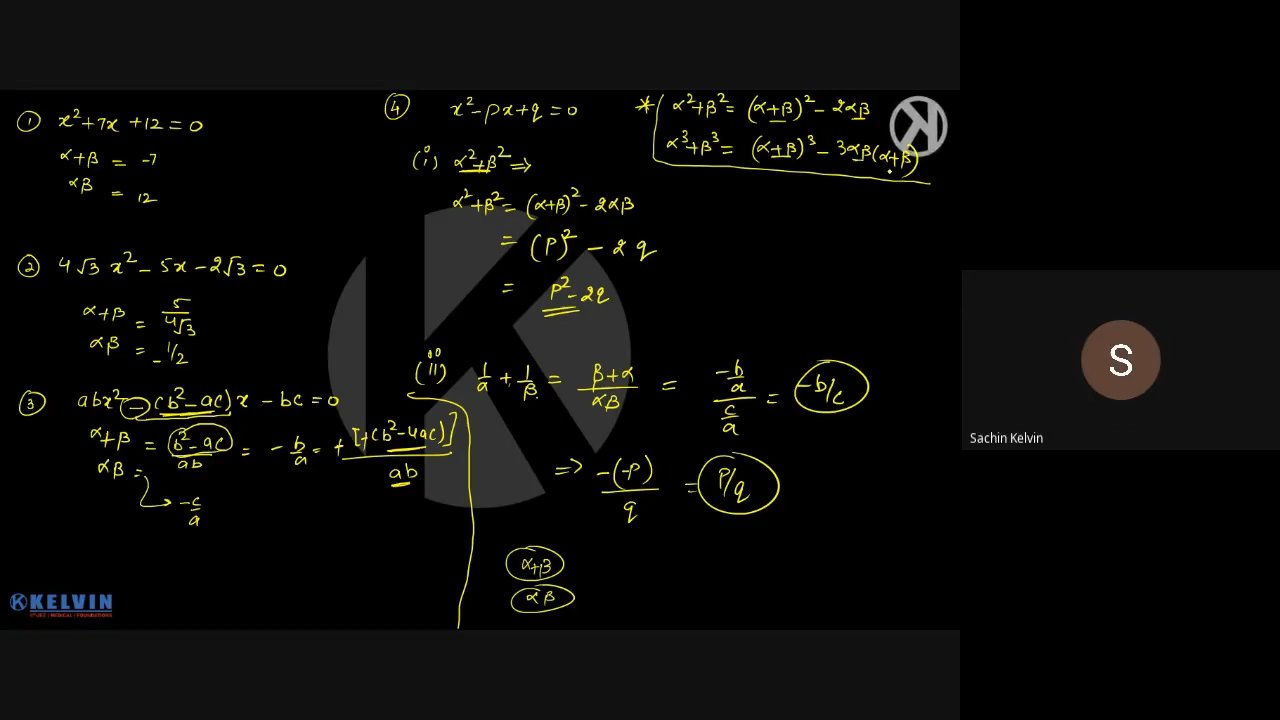 ① x²+7x+12=0
α+β = -7
αβ = 12
② 4√3 x²-5x-2√3=0
α+β = 5/4√3
αβ = -1/2
③ abx²-(b²-ac)x-bc=0
α+β = b²-ac/ab = -b/a = +[+(b²-4ac)]/ab
αβ =
-c/a
④ x²-px+q=0
(i) α²+β² ⇒
α²+β² = (α+β)²-2αβ
= (P)²-2q
= P²-2q
(ii) 1/α + 1/β = β+α/αβ = -b/a / c/a = -b/c
⇒ -(-P)/q = P/q
α+β
αβ
* α²+β² = (α+β)²-2αβ
α³+β³ = (α+β)³-3αβ(α+β)
KELVIN
S
Sachin Kelvin